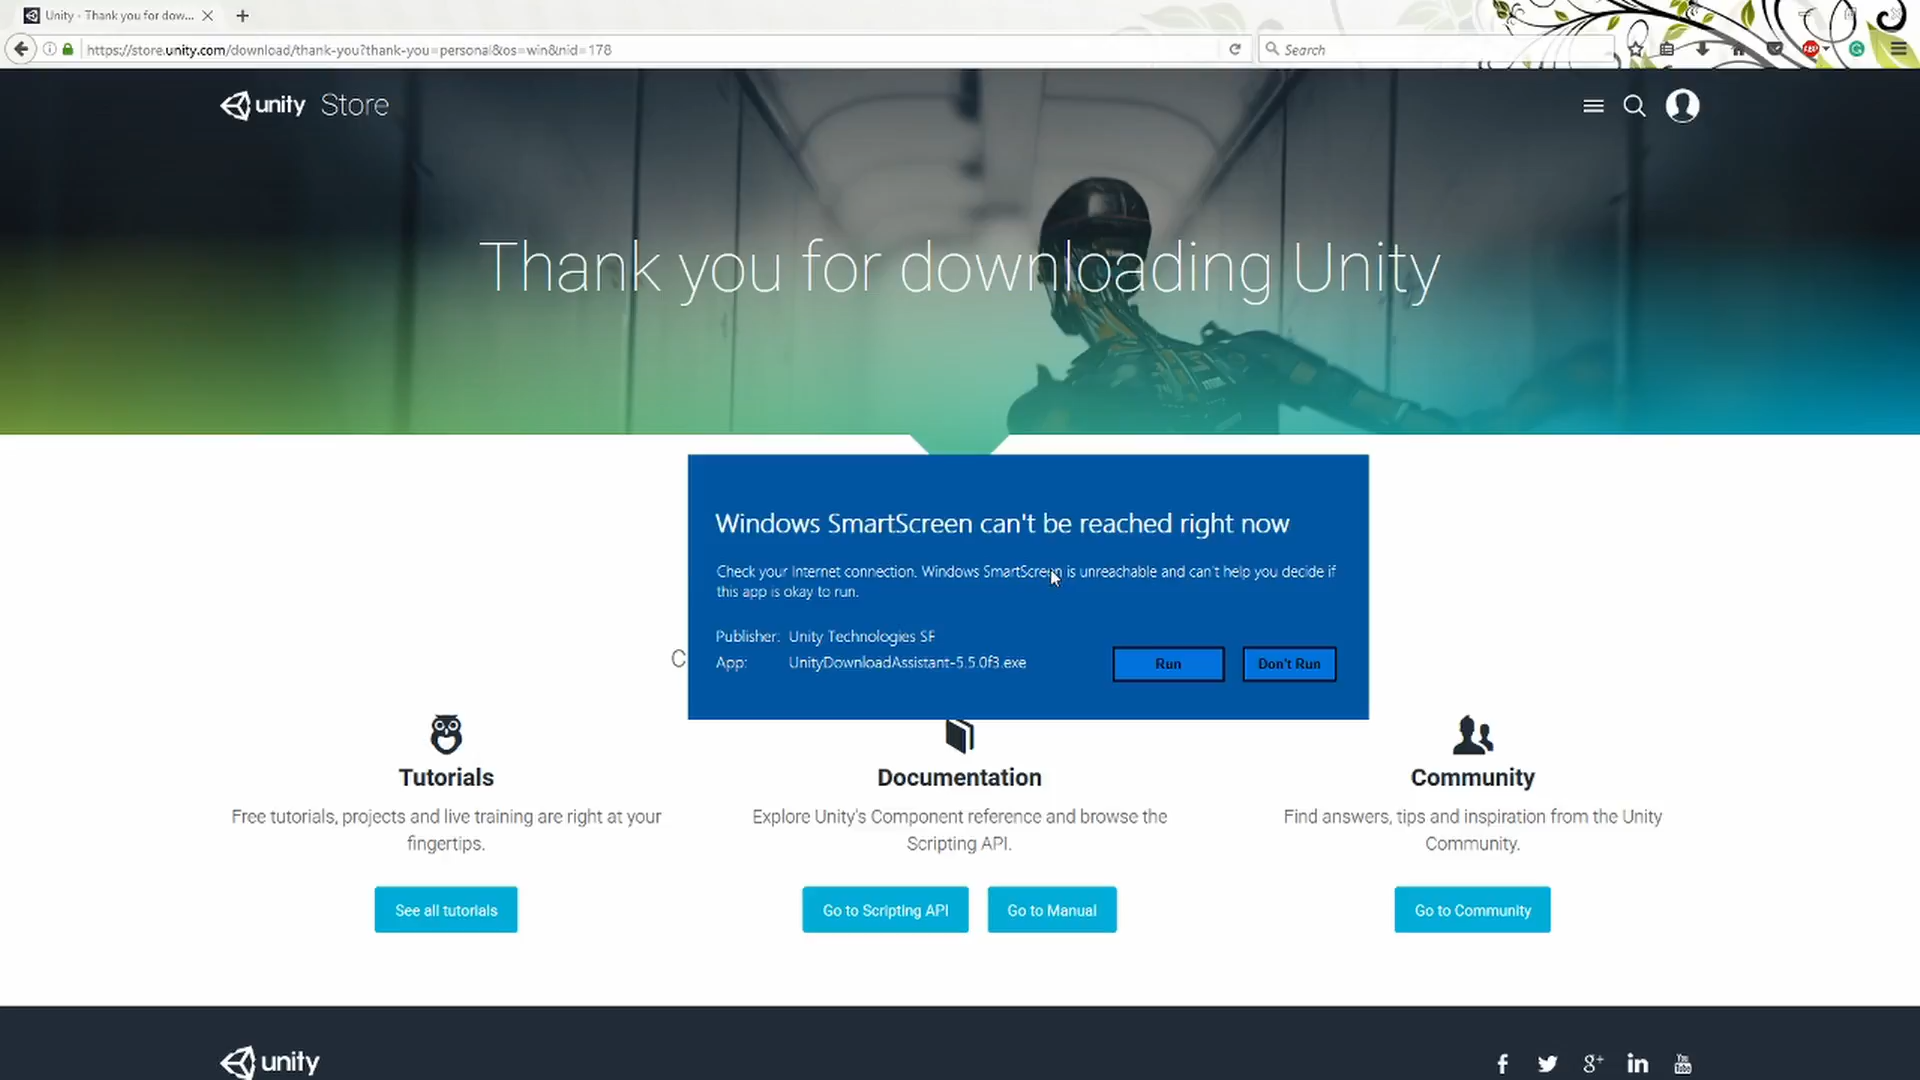 Unity - Thank you for dow...
https://store.unity.com/download/thank-you?thank-you=personal&os=win&nid=178
Search
ABP
unity Store
Thank you for downloading Unity
Windows SmartScreen can't be reached right now
Check your Internet connection. Windows SmartScreen is unreachable and can't help you decide if
this app is okay to run.
Publisher: Unity Technologies SF
App: UnityDownloadAssistant-5.5.0f3.exe
Run
Don't Run
C
Tutorials
Free tutorials, projects and live training are right at your
fingertips.
See all tutorials
Documentation
Explore Unity's Component reference and browse the
Scripting API.
Go to Scripting API
Go to Manual
Community
Find answers, tips and inspiration from the Unity
Community.
Go to Community
unity
f
g+
in
You
Tube